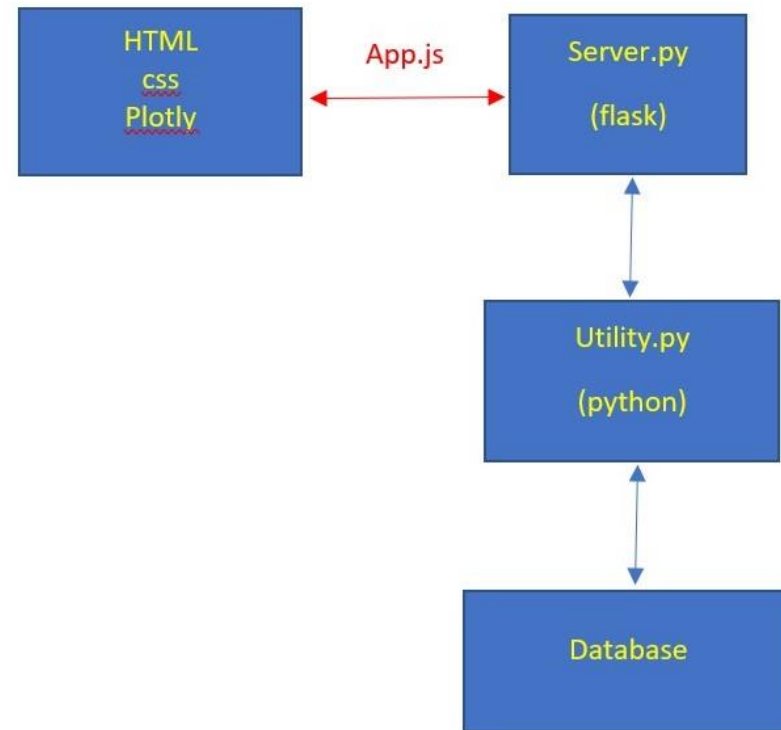 HTML
css
Plotly
App.js
Server.py
(flask)
Utility.py
(python)
Database